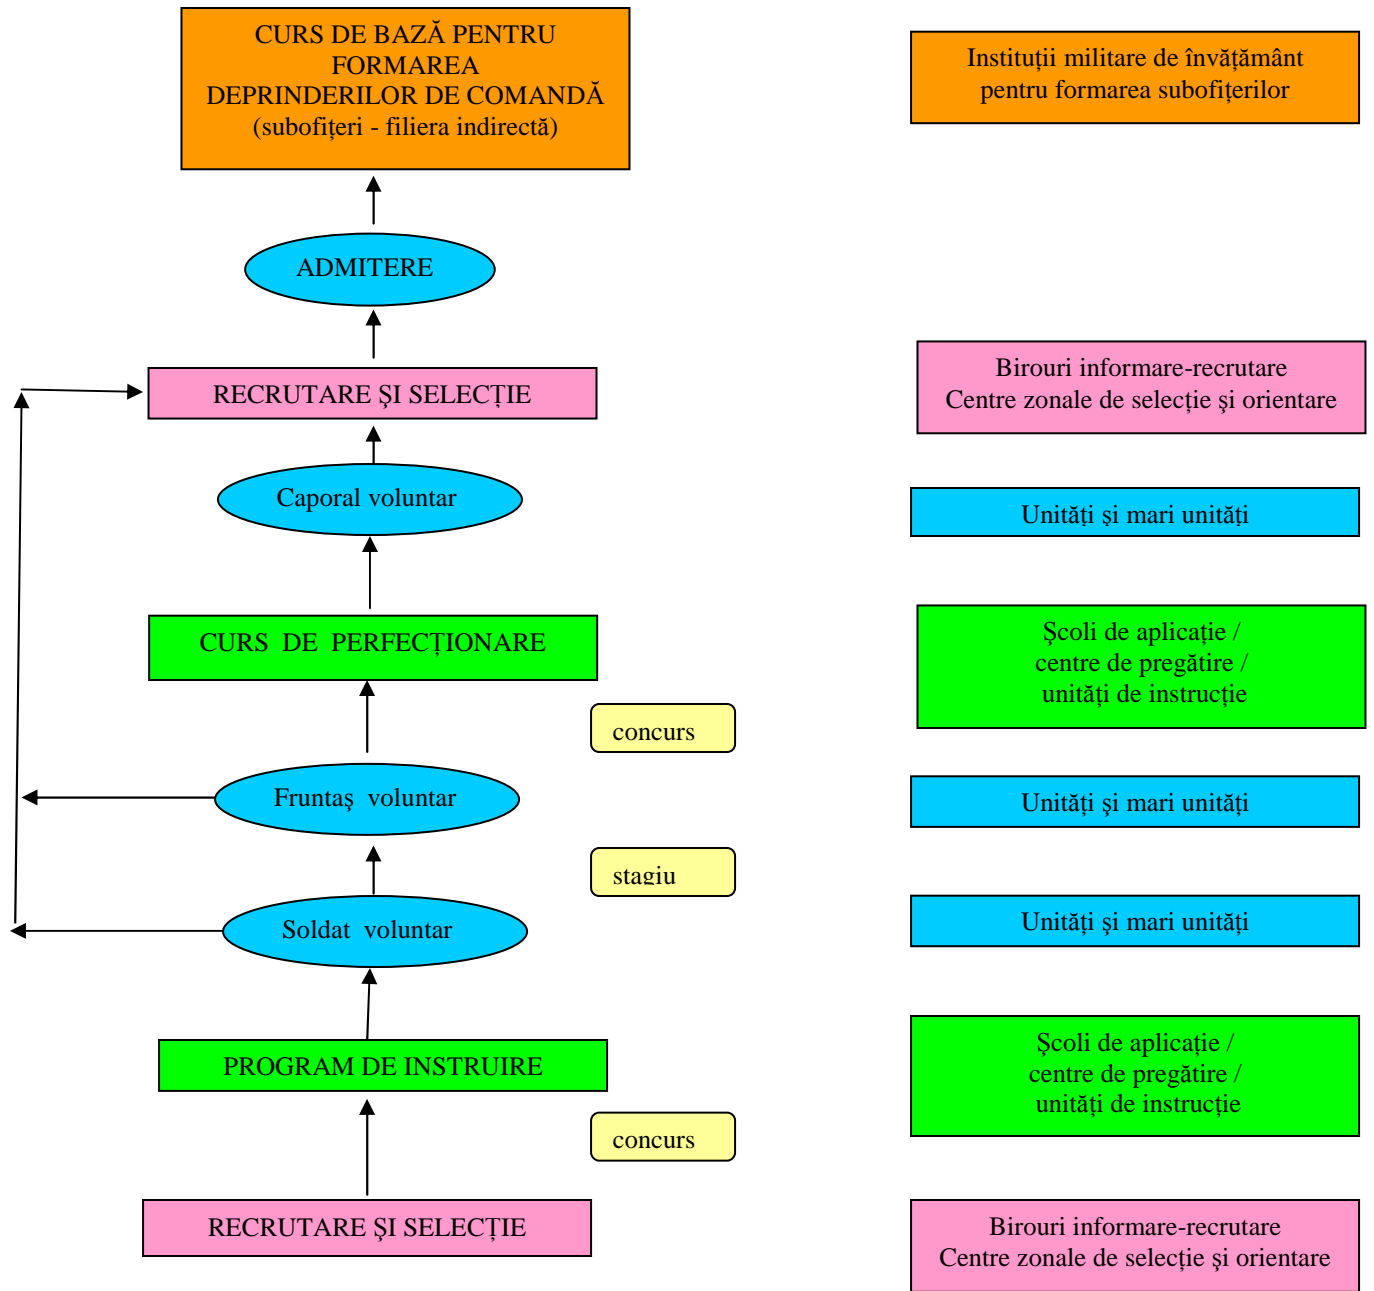 CURS DE BAZĂ PENTRU
FORMAREA
DEPRINDERILOR DE COMANDĂ
(subofițeri - filiera indirectă)
Instituții militare de învățământ
pentru formarea subofițerilor
ADMITERE
RECRUTARE ŞI SELECȚIE
Birouri informare-recrutare
Centre zonale de selecție şi orientare
Caporal voluntar
Unități şi mari unități
CURS DE PERFECȚIONARE
Şcoli de aplicație /
centre de pregătire /
unități de instrucție
concurs
Fruntaş voluntar
Unități şi mari unități
stagiu
Soldat voluntar
Unități şi mari unități
PROGRAM DE INSTRUIRE
Şcoli de aplicație /
centre de pregătire /
unități de instrucție
concurs
RECRUTARE ŞI SELECȚIE
Birouri informare-recrutare
Centre zonale de selecție şi orientare